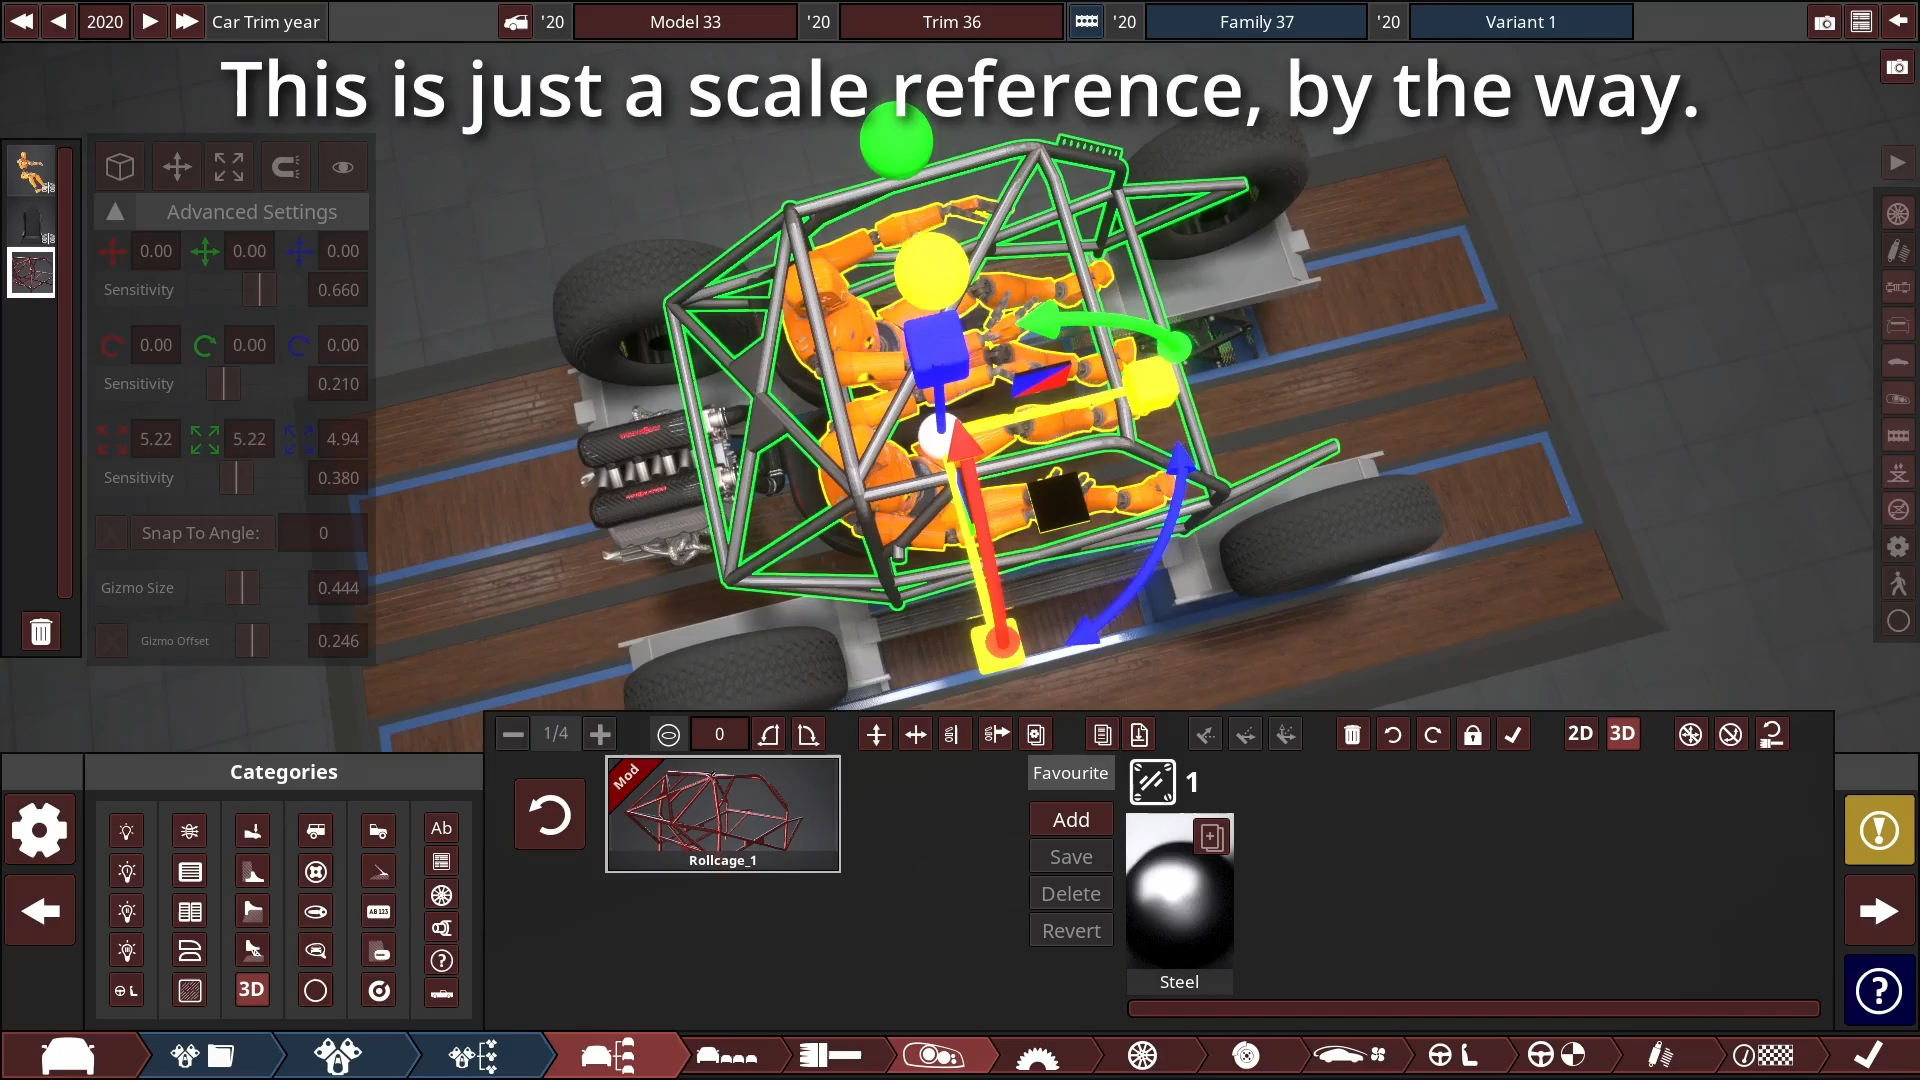 2020
Car Trim year
'20
Model 33
'20
Trim 36
'20
Family 37
'20
Variant 1
This is just a scale reference, by the way.
Advanced Settings
0.00
0.00
0.00
Sensitivity
0.660
0.00
0.00
0.00
Sensitivity
0.210
5.22
5.22
4.94
Sensitivity
0.380
Snap To Angle:
0
Gizmo Size
0.444
Gizmo Offset
0.246
1/4
0
2D
3D
Categories
Ab
AB 123
3D
Mod
Rollcage_1
Favourite
Add
Save
Delete
Revert
1
Steel